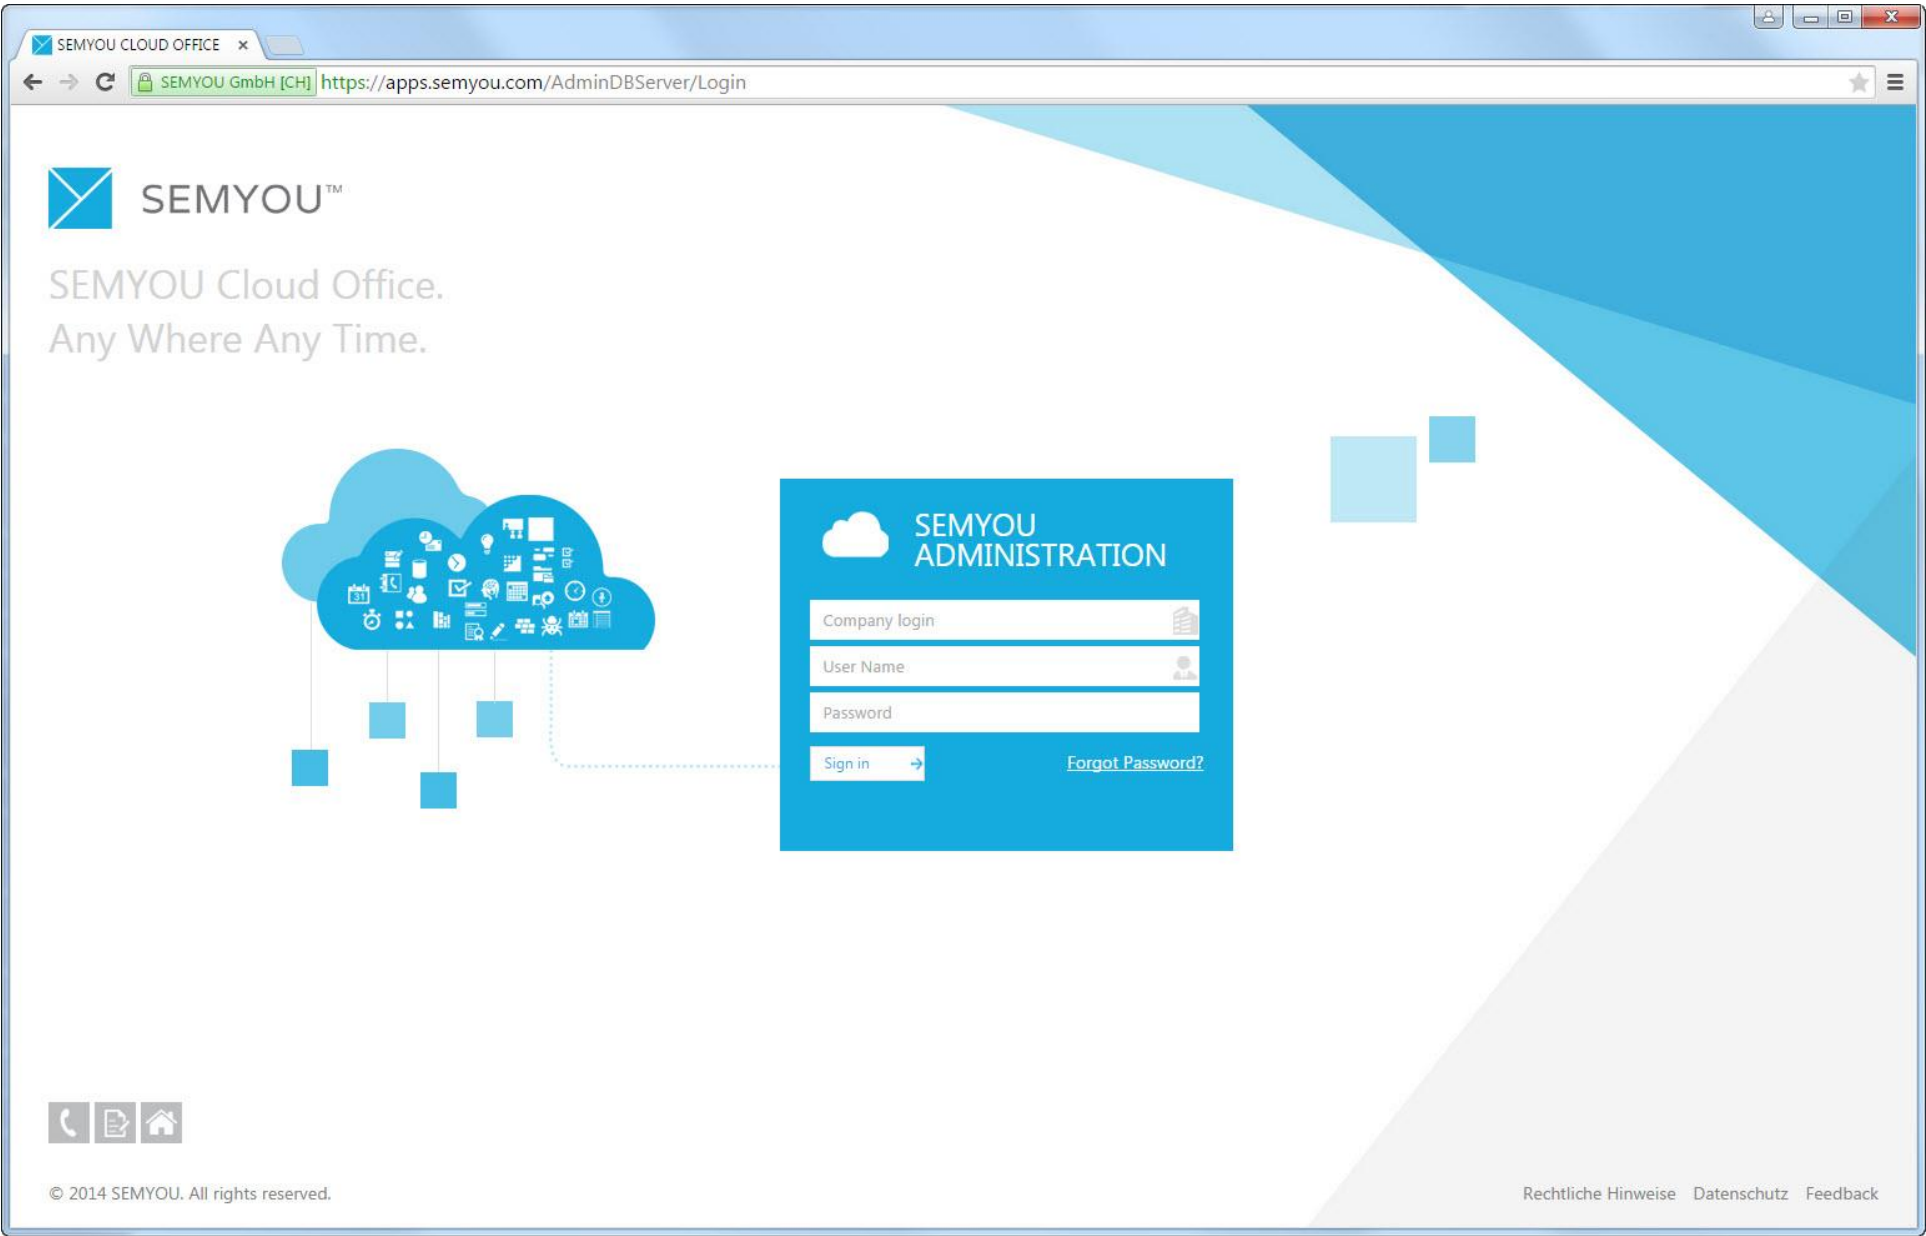 SEMYOU CLOUD OFFICE
SEMYOU GmbH [CH] https://apps.semyou.com/AdminDBServer/Login
SEMYOU™
SEMYOU Cloud Office.
Any Where Any Time.
31
SEMYOU
ADMINISTRATION
Company login
User Name
Password
Sign in
Forgot Password?
© 2014 SEMYOU. All rights reserved.
Rechtliche Hinweise Datenschutz Feedback